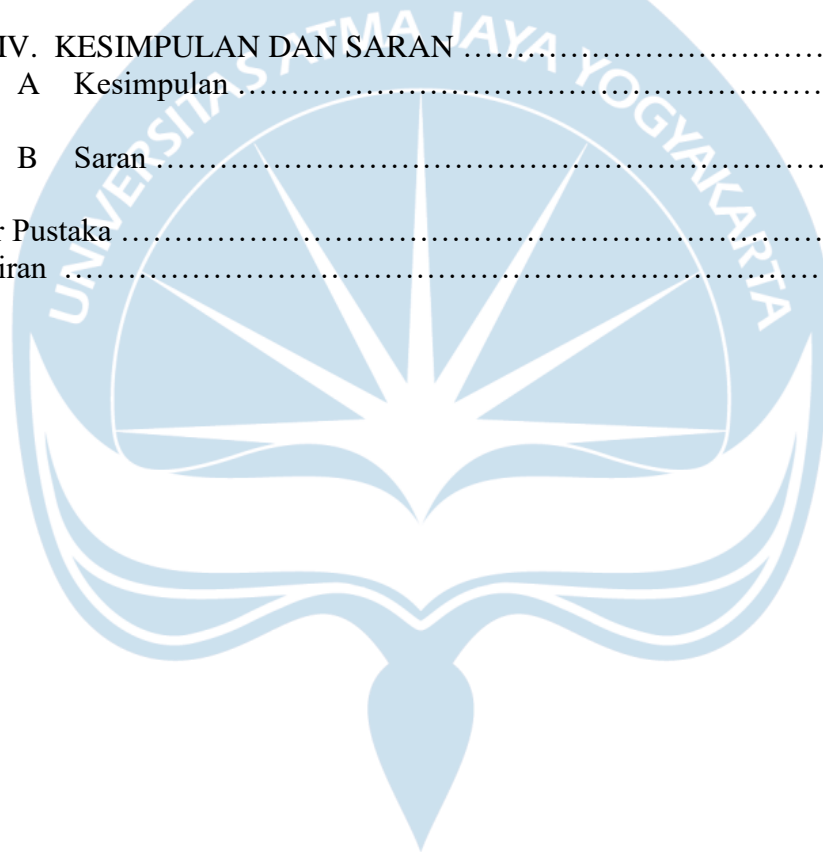 IV. KESIMPULAN DAN SARAN ……………………………
A Kesimpulan ……………………………………………………
B Saran ……………………………………………………………
r Pustaka ………………………………………………………………
iran ……………………………………………………………………
UNIVERSITAS ATMA JAYA YOGYAKARTA